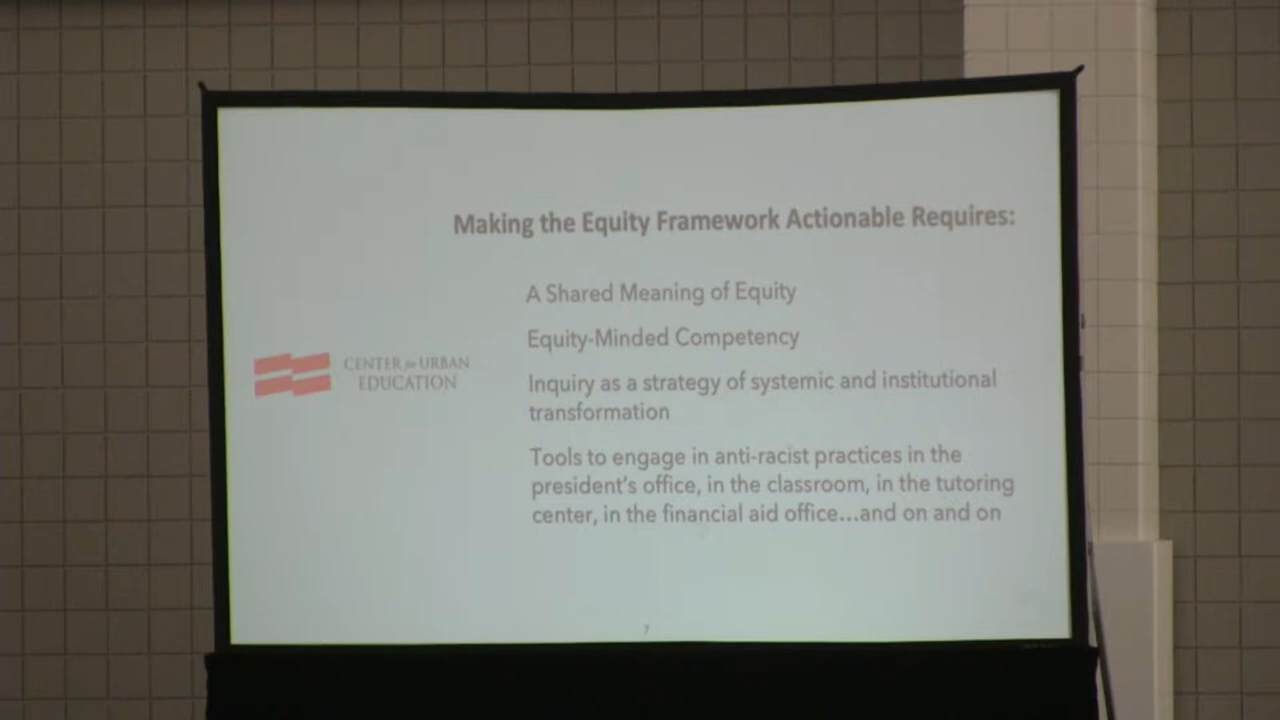 Making the Equity Framework Actionable Requires:
A Shared Meaning of Equity
Equity-Minded Competency
CENTER for URBAN
EDUCATION
Inquiry as a strategy of systemic and institutional
transformation
Tools to engage in anti-racist practices in the
president's office, in the classroom, in the tutoring
center, in the financial aid office...and on and on
7